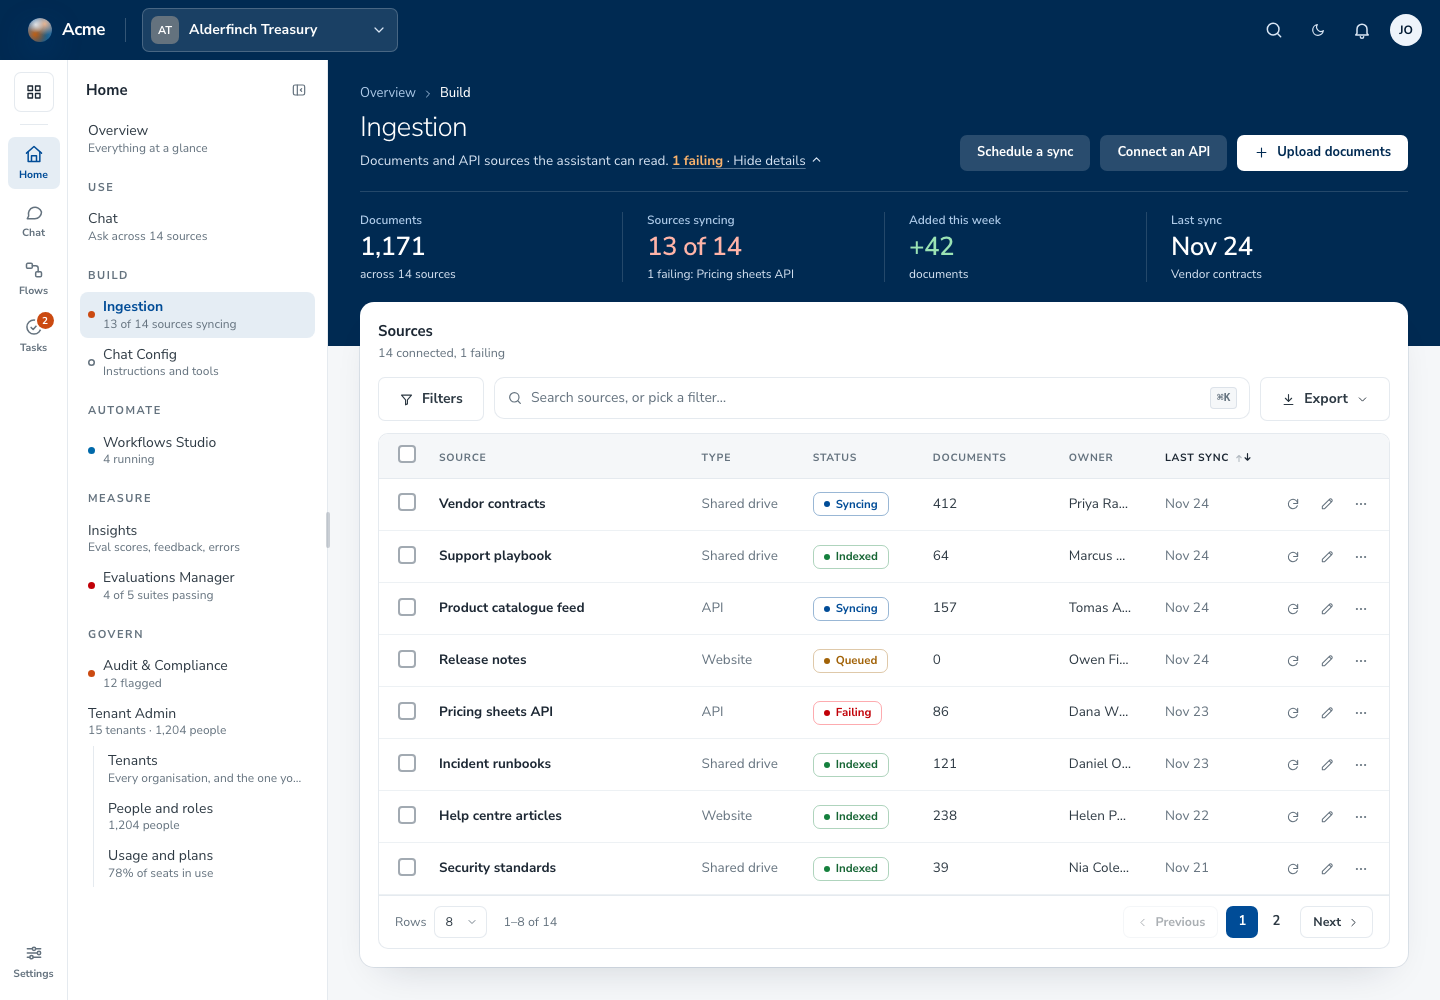 Acme
AT
Alderfinch Treasury
JO
Home
Chat
Flows
2
Tasks
Settings
Home
Overview
Everything at a glance
USE
Chat
Ask across 14 sources
BUILD
Ingestion
13 of 14 sources syncing
Chat Config
Instructions and tools
AUTOMATE
Workflows Studio
4 running
MEASURE
Insights
Eval scores, feedback, errors
Evaluations Manager
4 of 5 suites passing
GOVERN
Audit & Compliance
12 flagged
Tenant Admin
15 tenants · 1,204 people
Tenants
Every organisation, and the one yo...
People and roles
1,204 people
Usage and plans
78% of seats in use
Overview > Build
Ingestion
Documents and API sources the assistant can read. 1 failing · Hide details
Schedule a sync
Connect an API
Upload documents
Documents
1,171
across 14 sources
Sources syncing
13 of 14
1 failing: Pricing sheets API
Added this week
+42
documents
Last sync
Nov 24
Vendor contracts
Sources
14 connected, 1 failing
Filters
Search sources, or pick a filter...
⌘K
Export
SOURCE TYPE STATUS DOCUMENTS OWNER LAST SYNC
Vendor contracts Shared drive Syncing 412 Priya Ra... Nov 24
Support playbook Shared drive Indexed 64 Marcus ... Nov 24
Product catalogue feed API Syncing 157 Tomas A... Nov 24
Release notes Website Queued 0 Owen Fi... Nov 24
Pricing sheets API API Failing 86 Dana W... Nov 23
Incident runbooks Shared drive Indexed 121 Daniel O... Nov 23
Help centre articles Website Indexed 238 Helen P... Nov 22
Security standards Shared drive Indexed 39 Nia Cole... Nov 21
Rows 8 1–8 of 14
Previous 1 2 Next